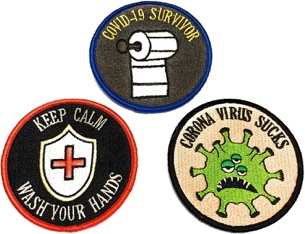 COVID-19 SURVIVOR
KEEP CALM
WASH YOUR HANDS
CORONA VIRUS SUCKS